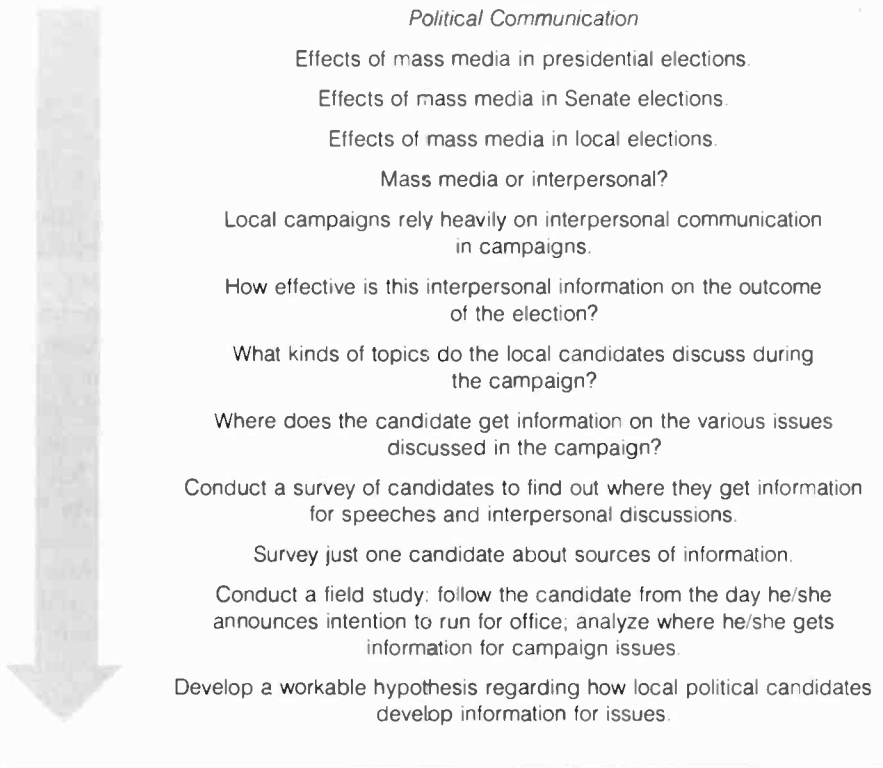 Political Communication
Effects of mass media in presidential elections.
Effects of mass media in Senate elections.
Effects of mass media in local elections.
Mass media or interpersonal?
Local campaigns rely heavily on interpersonal communication
in campaigns.
How effective is this interpersonal information on the outcome
of the election?
What kinds of topics do the local candidates discuss during
the campaign?
Where does the candidate get information on the various issues
discussed in the campaign?
Conduct a survey of candidates to find out where they get information
for speeches and interpersonal discussions.
Survey just one candidate about sources of information.
Conduct a field study: follow the candidate from the day he/she
announces intention to run for office; analyze where he/she gets
information for campaign issues.
Develop a workable hypothesis regarding how local political candidates
develop information for issues.